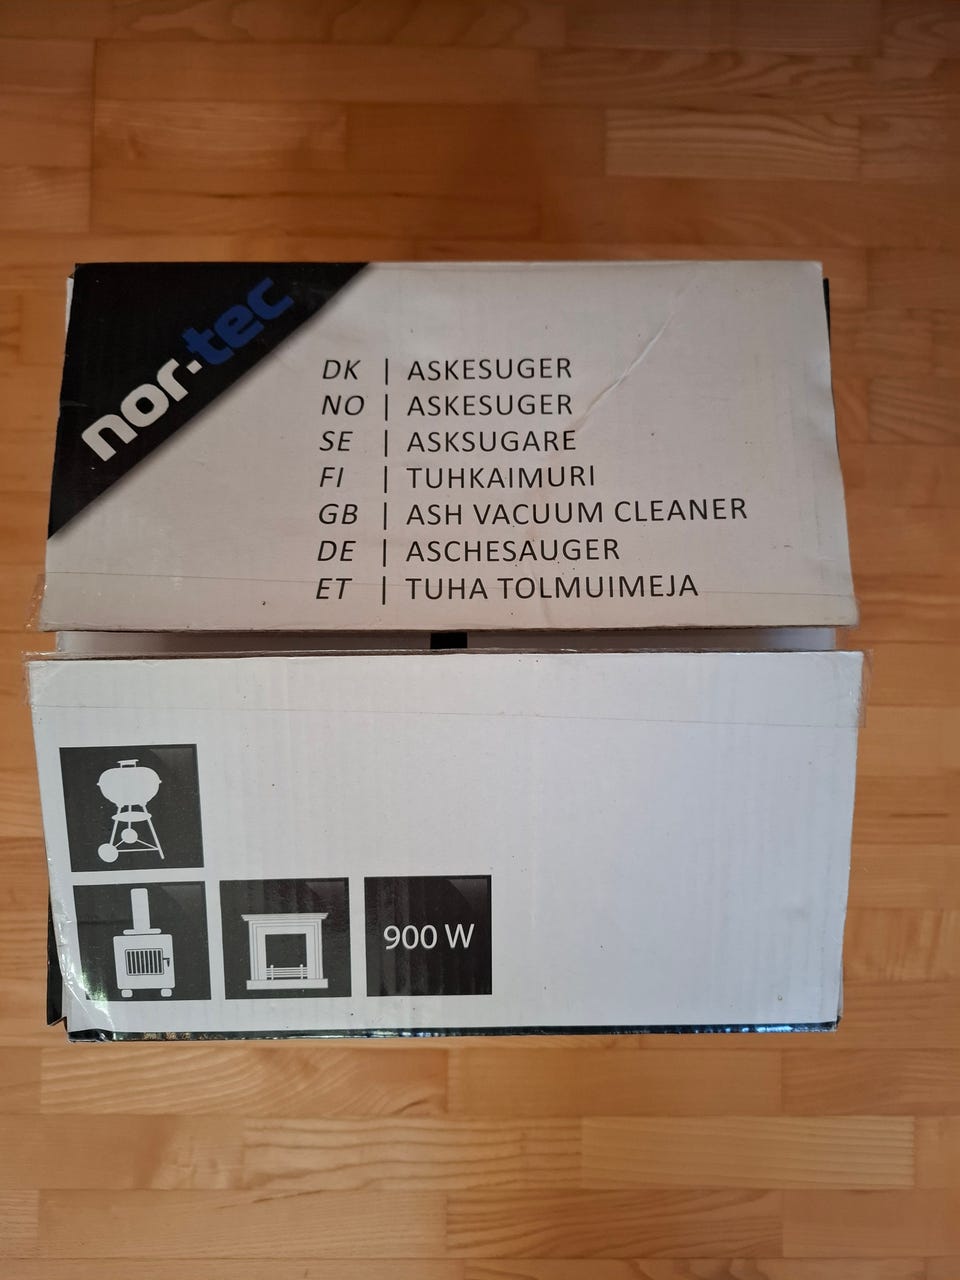 nor-tec
DK | ASKESUGER
NO | ASKESUGER
SE | ASKSUGARE
FI | TUHKAIMURI
GB | ASH VACUUM CLEANER
DE | ASCHESAUGER
ET | TUHA TOLMUIMEJA
900 W